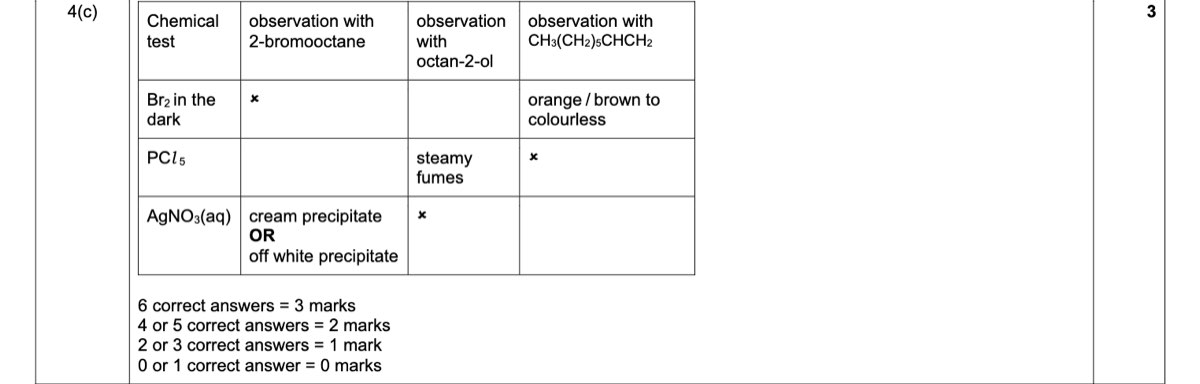 4(c)
3
Chemical test
observation with 2-bromooctane
observation with octan-2-ol
observation with CH₃(CH₂)₅CHCH₂
Br₂ in the dark
×
orange / brown to colourless
PCl₅
steamy fumes
×
AgNO₃(aq)
cream precipitate
OR
off white precipitate
×
6 correct answers = 3 marks
4 or 5 correct answers = 2 marks
2 or 3 correct answers = 1 mark
0 or 1 correct answer = 0 marks